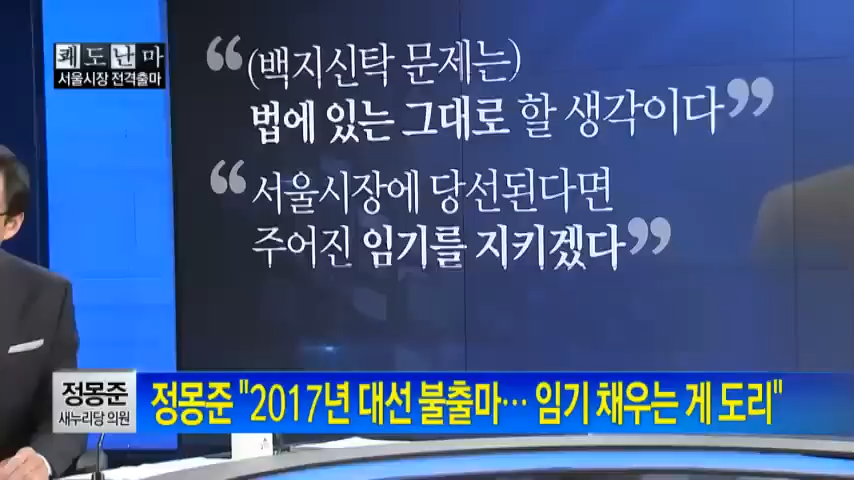 쾌도난마
서울시장 전격출마
“(백지신탁 문제는)
법에 있는 그대로 할 생각이다”
“서울시장에 당선된다면
주어진 임기를 지키겠다”
정몽준
새누리당 의원
정몽준 "2017년 대선 불출마… 임기 채우는 게 도리"